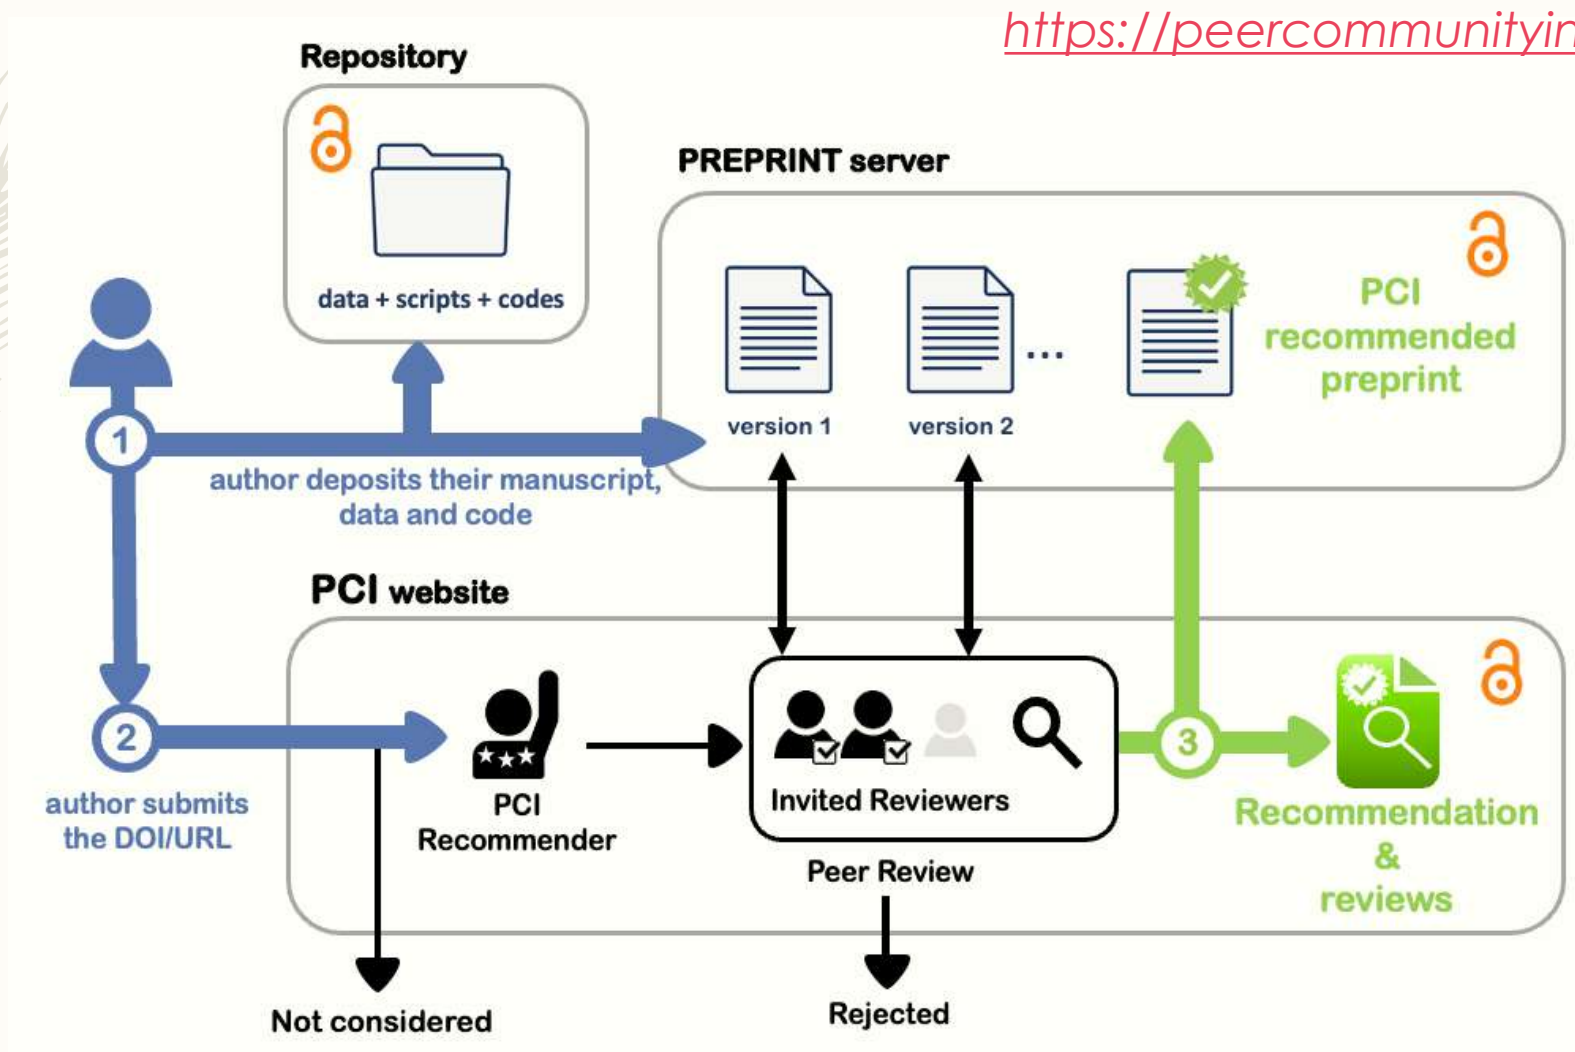 https://peercommunityin
Repository
data + scripts + codes
PREPRINT server
PCI
recommended
preprint
...
version 1
version 2
1
author deposits their manuscript,
data and code
PCI website
2
author submits
the DOI/URL
PCI
Recommender
Invited Reviewers
Peer Review
3
Recommendation
&
reviews
Not considered
Rejected